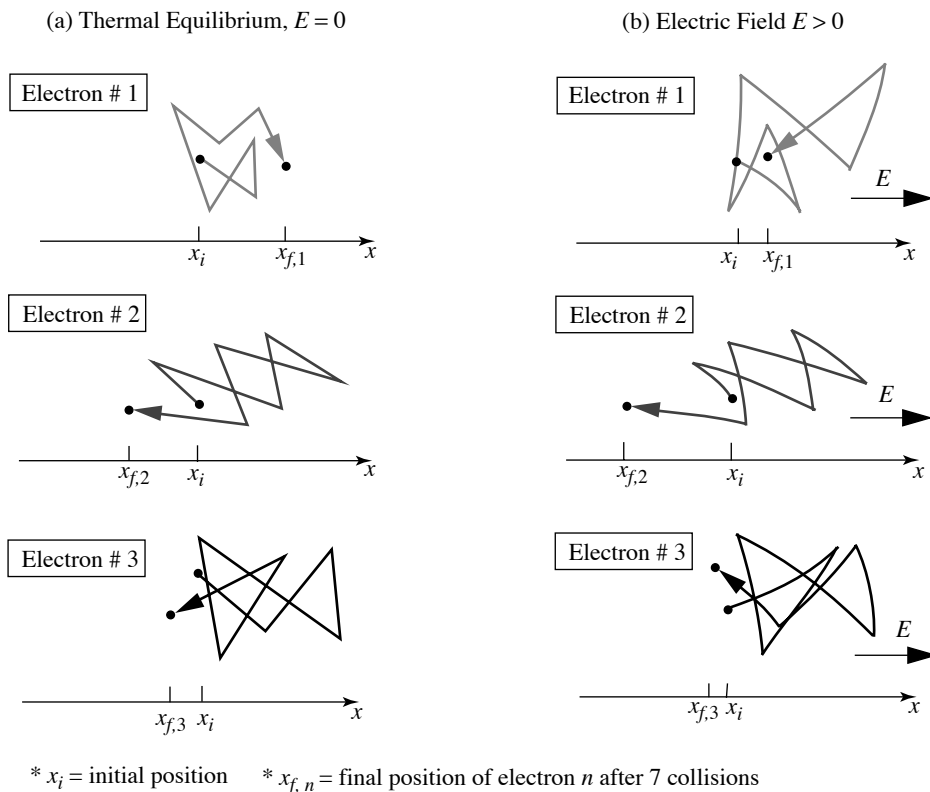 (a) Thermal Equilibrium, E = 0
Electron # 1
x_i
x_{f,1}
x
Electron # 2
x_{f,2}
x_i
x
Electron # 3
x_{f,3}
x_i
x
(b) Electric Field E > 0
Electron # 1
E
x_i
x_{f,1}
x
Electron # 2
E
x_{f,2}
x_i
x
Electron # 3
E
x_{f,3}
x_i
x
* x_i = initial position * x_{f, n} = final position of electron n after 7 collisions